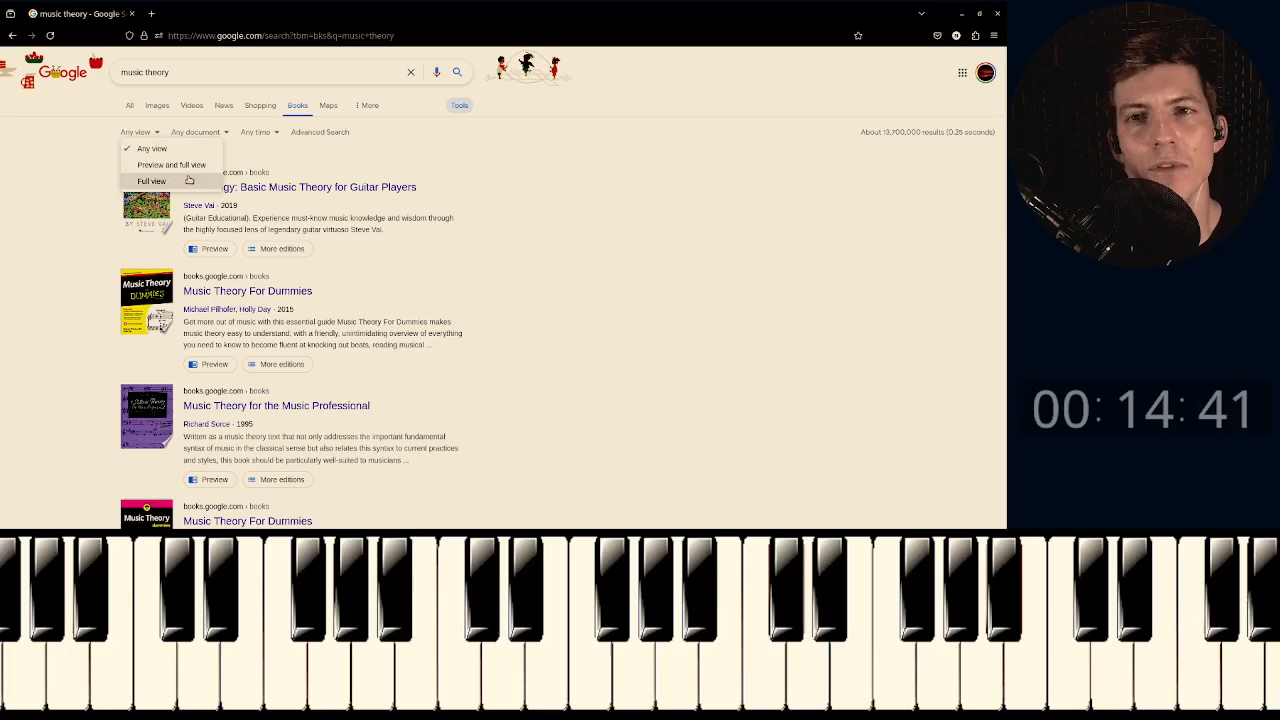 music theory - Google S
https://www.google.com/search?tbm=bks&q=music+theory
Google
music theory
All Images Videos News Shopping Books Maps More Tools
Any view Any document Any time Advanced Search About 13,700,000 results (0.25 seconds)
Any view
Preview and full view
Full view
e.com › books
gy: Basic Music Theory for Guitar Players
Steve Vai · 2019
(Guitar Educational). Experience must-know music knowledge and wisdom through
the highly focused lens of legendary guitar virtuoso Steve Vai.
BY STEVE VAI
Preview More editions
books.google.com › books
Music Theory For Dummies
Michael Pilhofer, Holly Day · 2015
Get more out of music with this essential guide Music Theory For Dummies makes
music theory easy to understand, with a friendly, unintimidating overview of everything
you need to know to become fluent at knocking out beats, reading musical ...
Music Theory
DUMMIES
Preview More editions
books.google.com › books
Music Theory for the Music Professional
Richard Sorce · 1995
Written as a music theory text that not only addresses the important fundamental
syntax of music in the classical sense but also relates this syntax to current practices
and styles, this book should be particularly well-suited to musicians ...
Preview More editions
books.google.com › books
Music Theory For Dummies
Music Theory
dummies
00: 14: 41